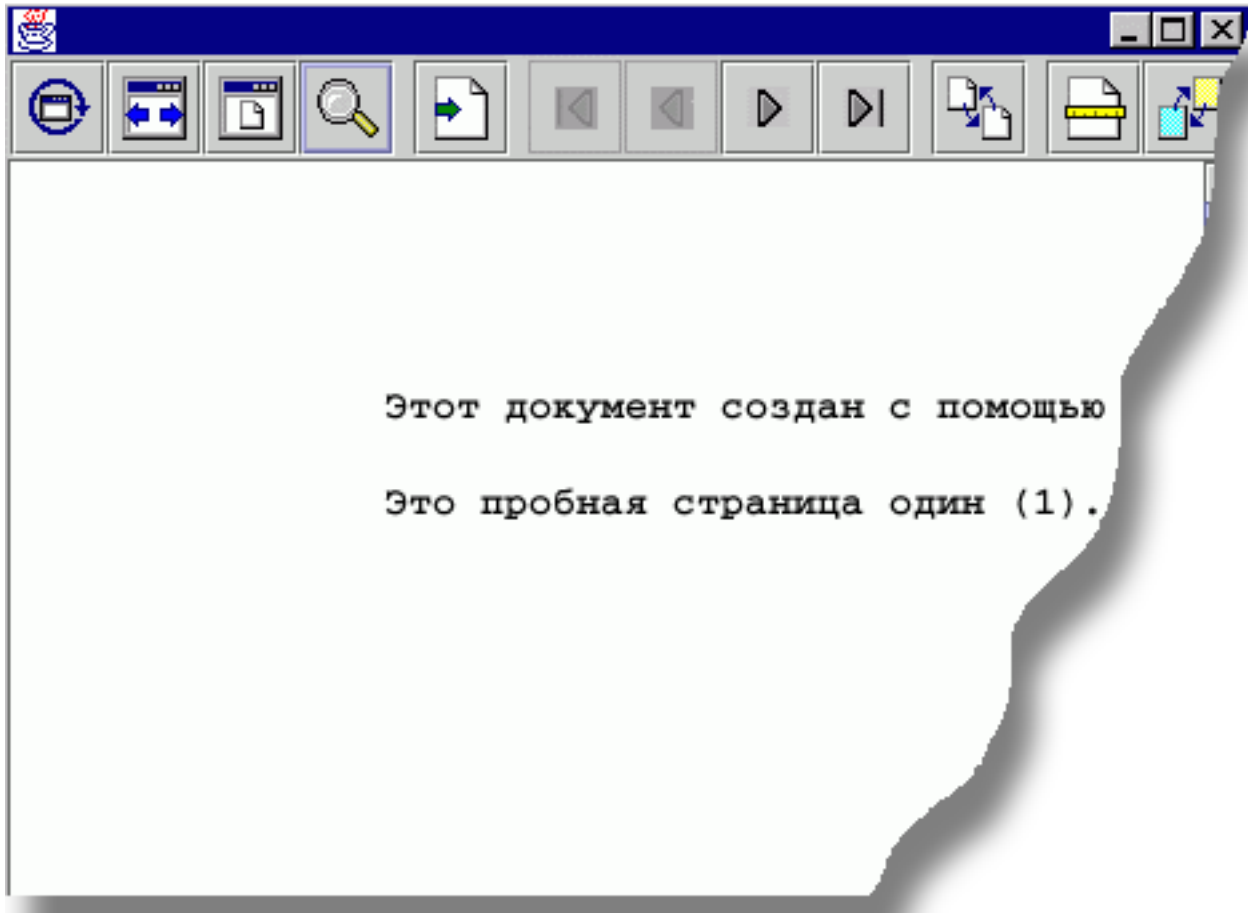 Этот документ создан с помощью
Это пробная страница один (1).